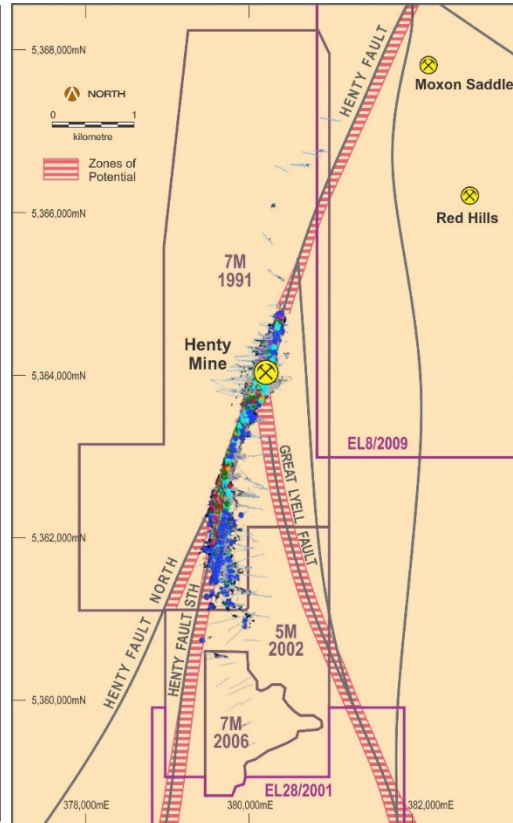 5,368,000mN
NORTH
0 1
kilometre
Zones of
Potential
HENTY FAULT
Moxon Saddle
5,366,000mN
Red Hills
7M
1991
Henty
Mine
5,364,000mN
EL8/2009
GREAT LYELL FAULT
5,362,000mN
HENTY FAULT NORTH
HENTY FAULT STH
5M
2002
5,360,000mN
7M
2006
EL28/2001
378,000mE
380,000mE
382,000mE